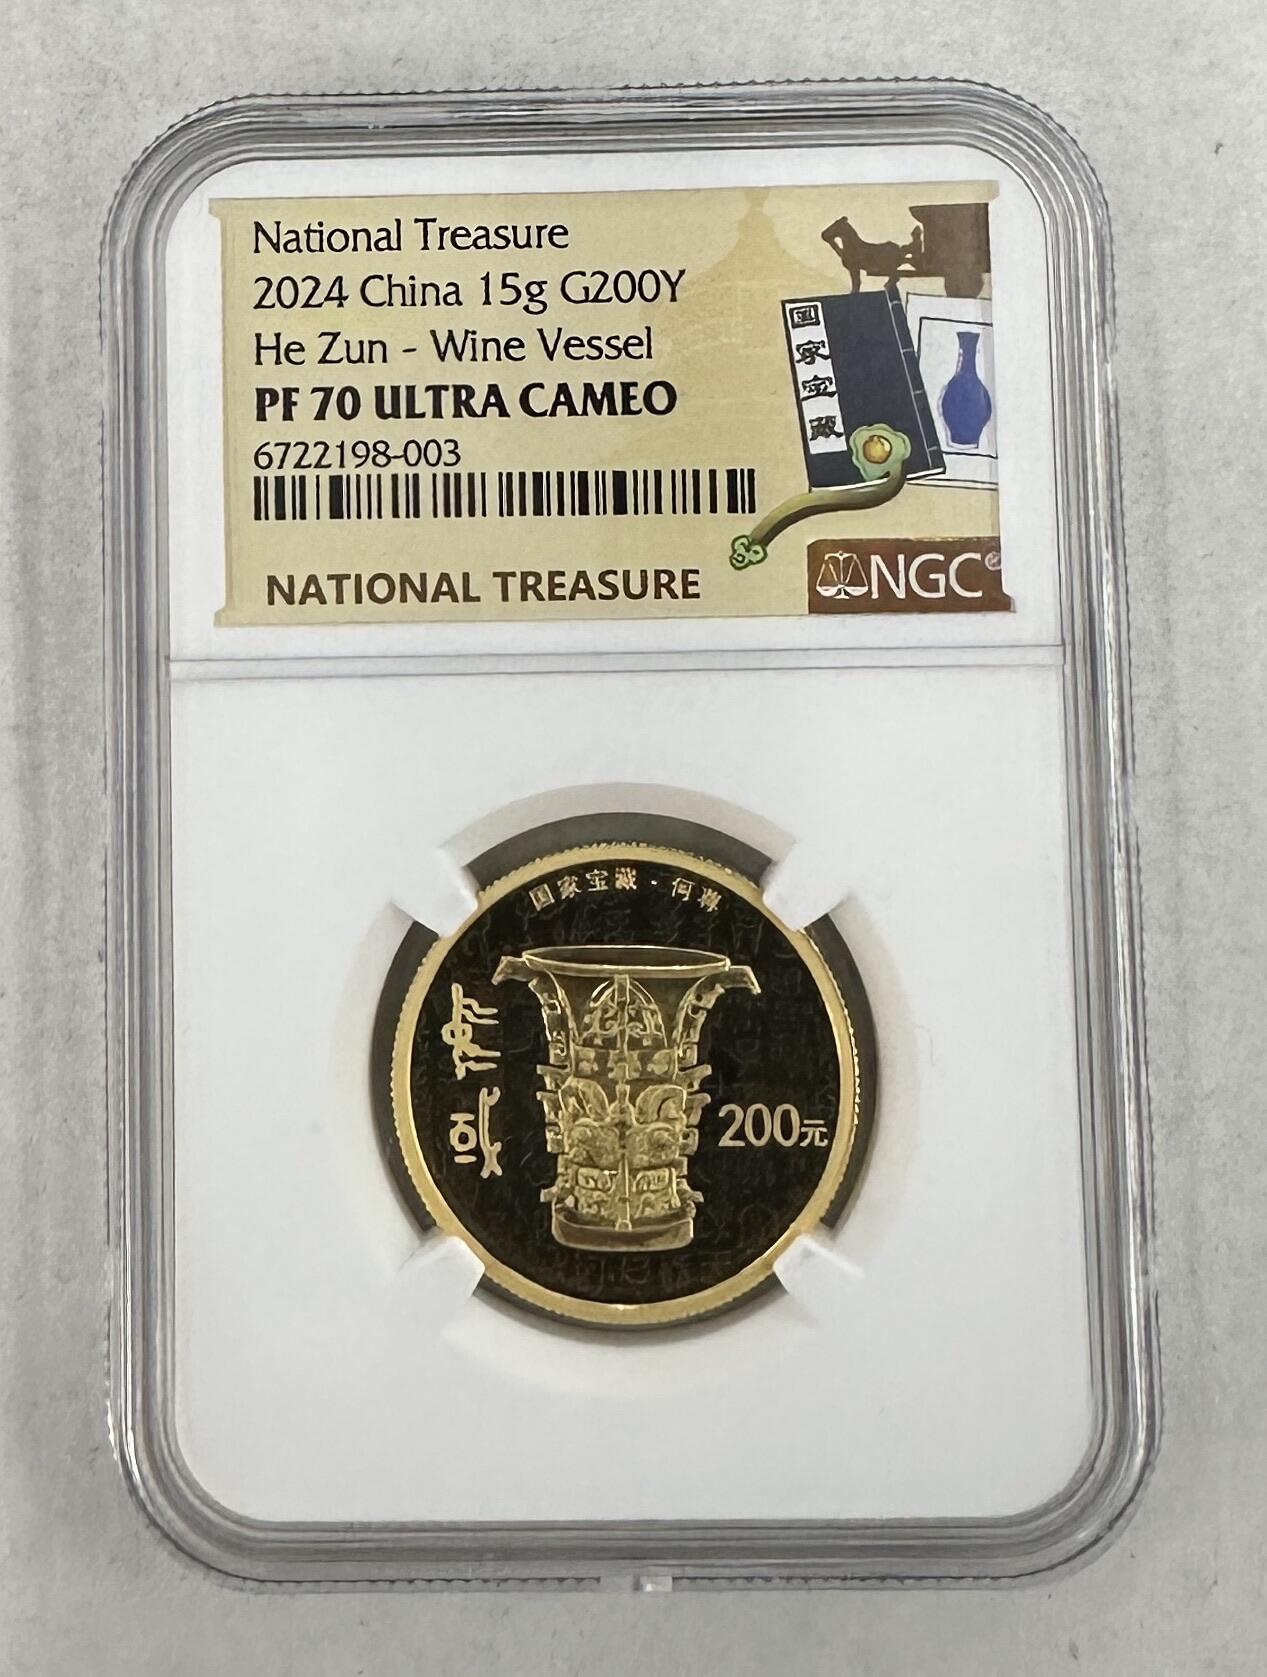 National Treasure
2024 China 15g G200Y
He Zun - Wine Vessel
PF 70 ULTRA CAMEO
6722198-003
NATIONAL TREASURE
国家宝藏
NGC
国家宝藏·何尊
200元